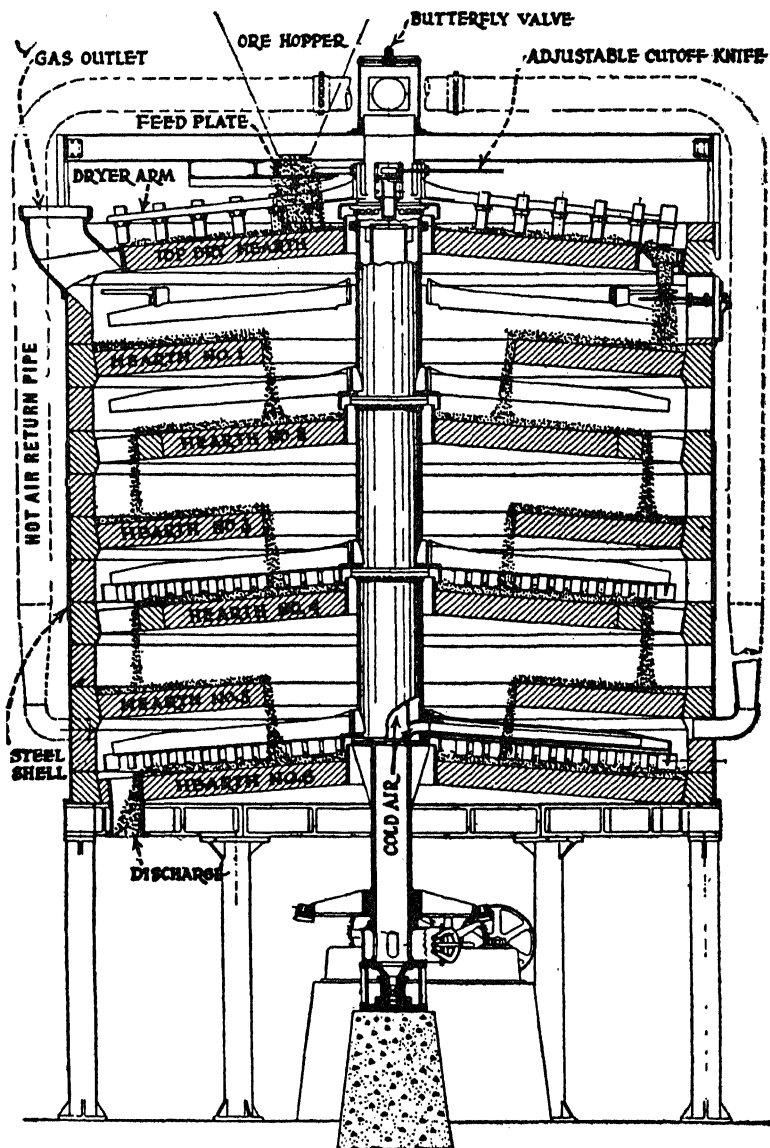 BUTTERFLY VALVE
ORE HOPPER
GAS OUTLET
ADJUSTABLE CUTOFF KNIFE
FEED PLATE
DRYER ARM
TOP DRY HEARTH
HEARTH NO.1
HEARTH NO.2
HOT AIR RETURN PIPE
HEARTH NO.3
HEARTH NO.4
HEARTH NO.5
STEEL
SHELL
HEARTH NO.6
COLD AIR
DISCHARGE